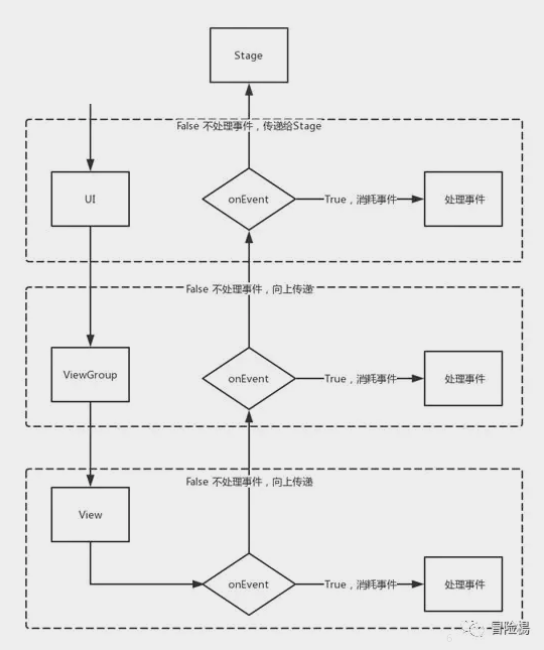 Stage
False 不处理事件，传递给Stage
UI
onEvent
True，消耗事件
处理事件
False 不处理事件，向上传递
ViewGroup
onEvent
True，消耗事件
处理事件
False 不处理事件，向上传递
View
onEvent
True，消耗事件
处理事件
冒险鬼